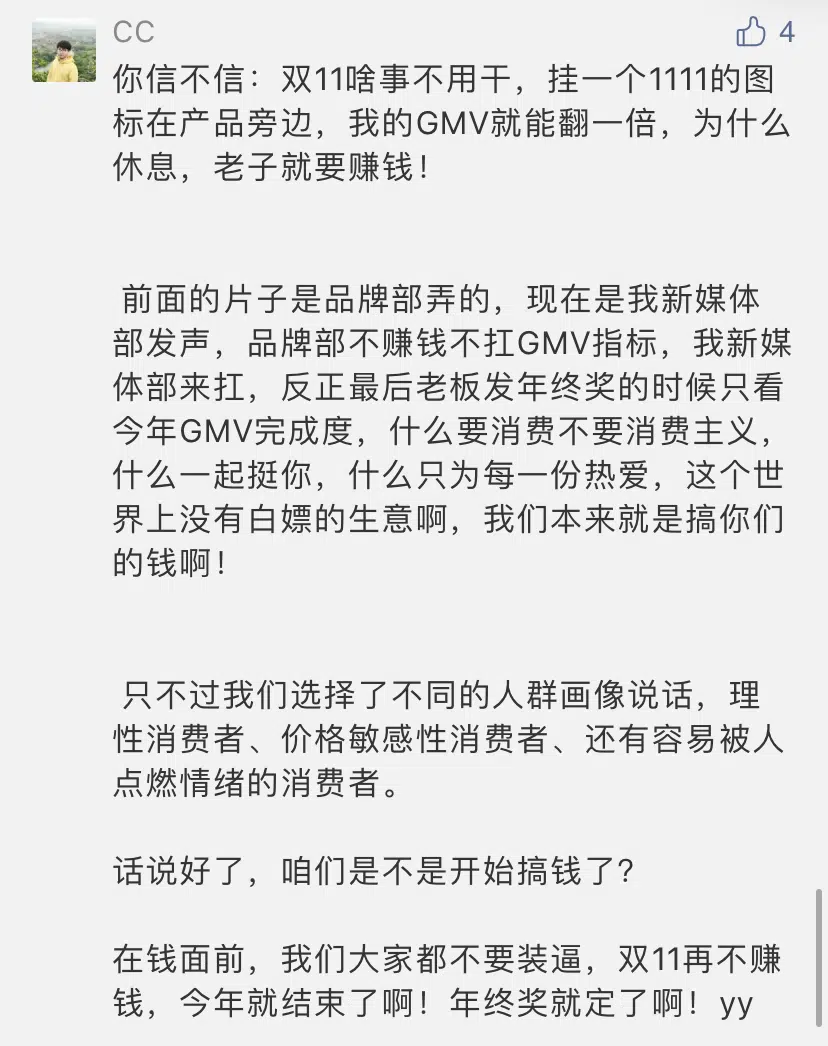 CC
4
你信不信：双11啥事不用干，挂一个1111的图
标在产品旁边，我的GMV就能翻一倍，为什么
休息，老子就要赚钱！
前面的片子是品牌部弄的，现在是我新媒体
部发声，品牌部不赚钱不扛GMV指标，我新媒
体部来扛，反正最后老板发年终奖的时候只看
今年GMV完成度，什么要消费不要消费主义，
什么一起挺你，什么只为每一份热爱，这个世
界上没有白嫖的生意啊，我们本来就是搞你们
的钱啊！
只不过我们选择了不同的人群画像说话，理
性消费者、价格敏感性消费者、还有容易被人
点燃情绪的消费者。
话说好了，咱们是不是开始搞钱了？
在钱面前，我们大家都不要装逼，双11再不赚
钱，今年就结束了啊！年终奖就定了啊！yy